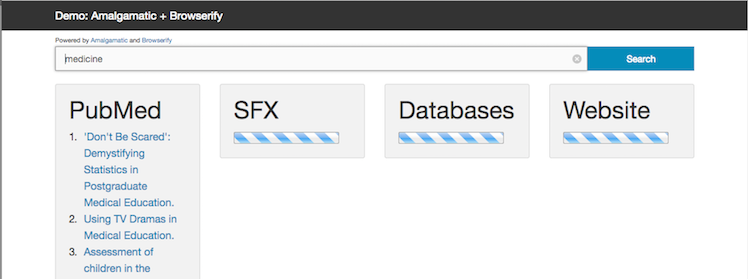 Demo: Amalgamatic + Browserify
Powered by Amalgamatic and Browserify
medicine
Search
PubMed
1. 'Don't Be Scared':
Demystifying
Statistics in
Postgraduate
Medical Education.
2. Using TV Dramas in
Medical Education.
3. Assessment of
children in the
SFX
Databases
Website